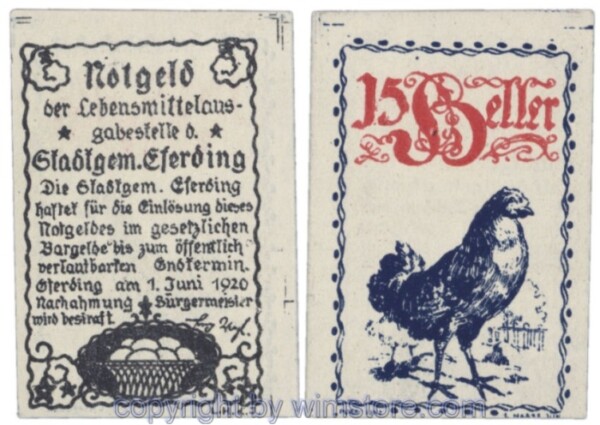 Notgeld
der Lebensmittelaus-
gabestelle d.
Stadtgem. Eferding
Die Stadtgem. Eferding
haftet für die Einlösung dieses
Notgeldes im gesetzlichen
Bargelde bis zum öffentlich
verlautbarten Endtermin.
Eferding am 1. Juni 1920
Nachahmung Bürgermeister
wird bestraft.
15 Heller
copyright by wimstore.com